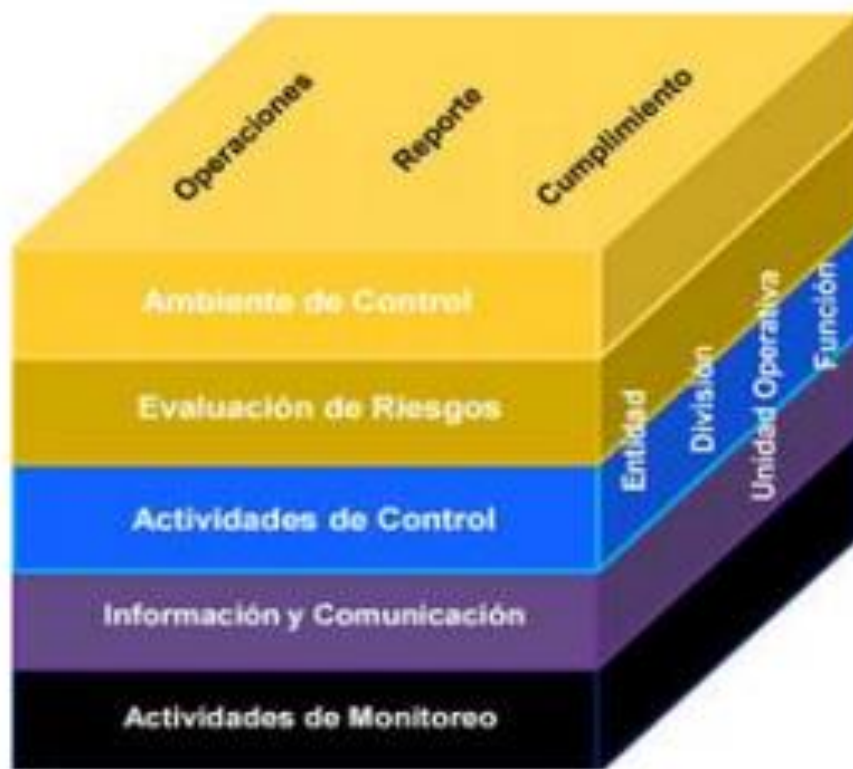 Operaciones
Reporte
Cumplimiento
Ambiente de Control
Evaluación de Riesgos
Actividades de Control
Información y Comunicación
Actividades de Monitoreo
Entidad
División
Unidad Operativa
Función